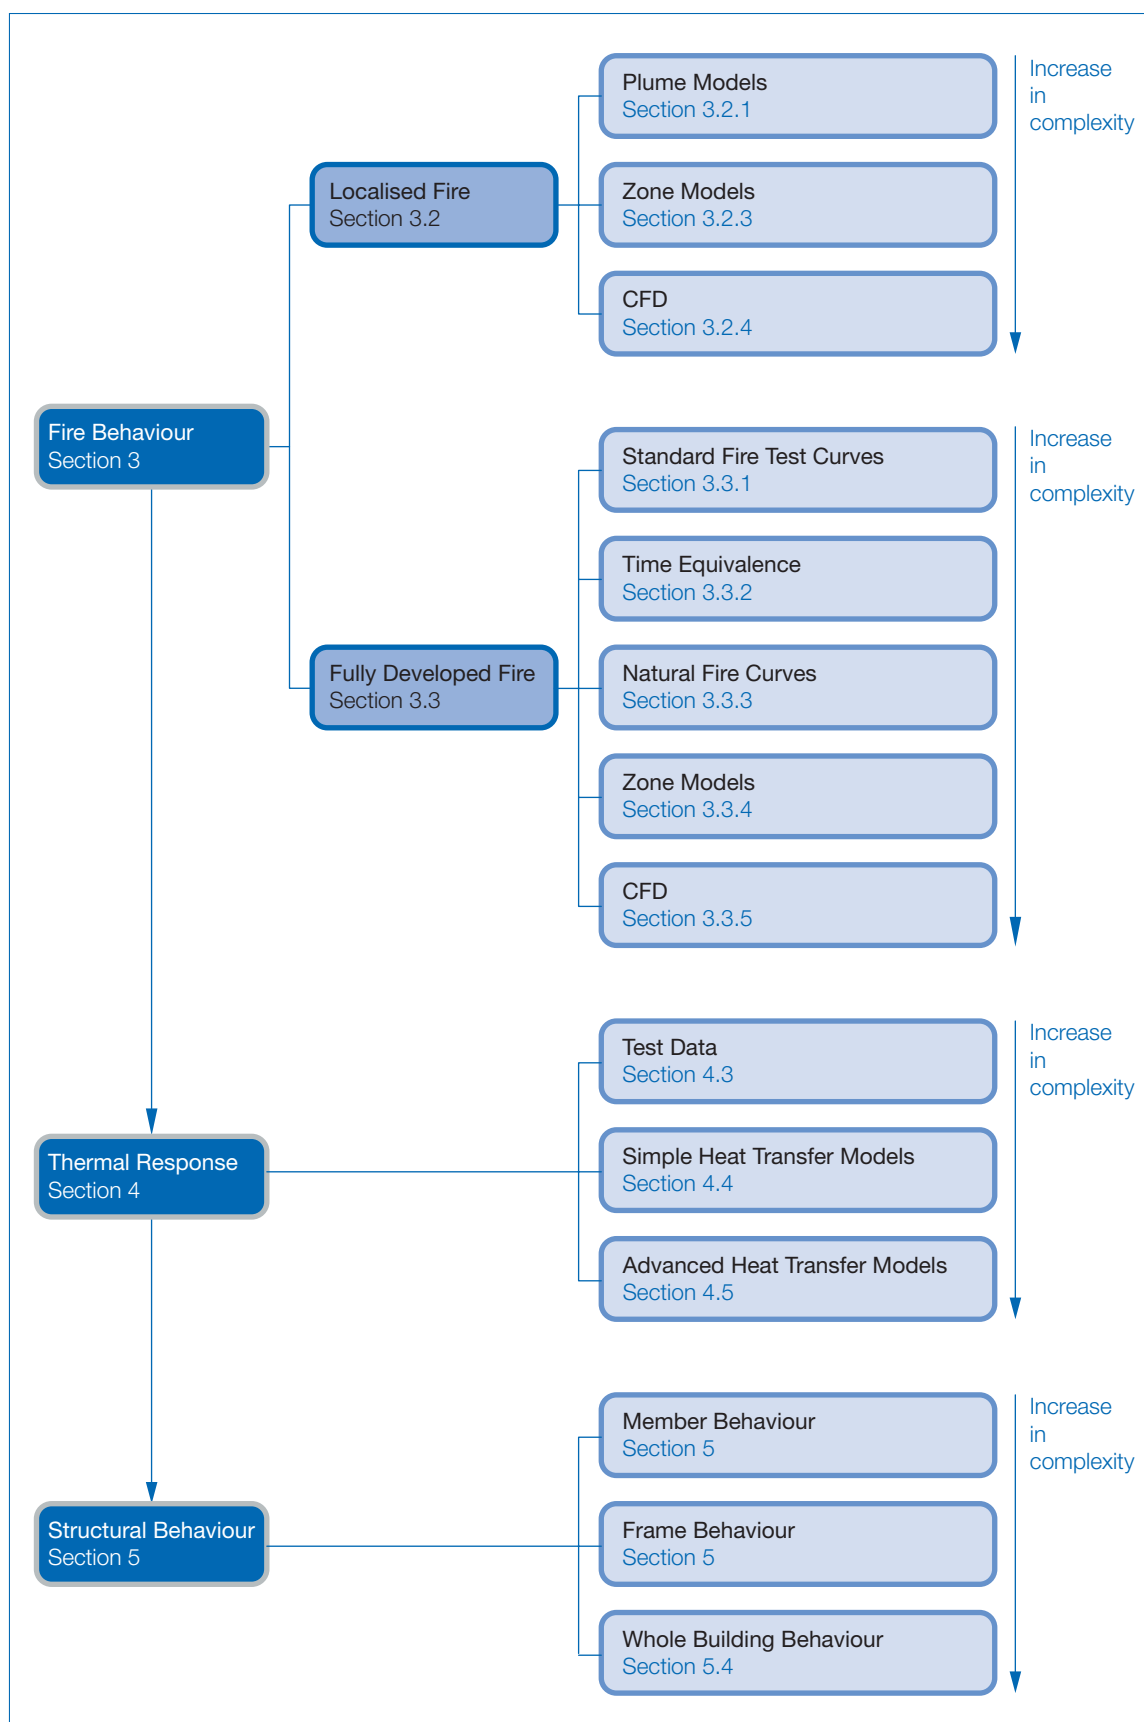 Plume Models
Section 3.2.1
Increase
in
complexity
Localised Fire
Section 3.2
Zone Models
Section 3.2.3
CFD
Section 3.2.4
Fire Behaviour
Section 3
Standard Fire Test Curves
Section 3.3.1
Increase
in
complexity
Time Equivalence
Section 3.3.2
Fully Developed Fire
Section 3.3
Natural Fire Curves
Section 3.3.3
Zone Models
Section 3.3.4
CFD
Section 3.3.5
Test Data
Section 4.3
Increase
in
complexity
Thermal Response
Section 4
Simple Heat Transfer Models
Section 4.4
Advanced Heat Transfer Models
Section 4.5
Member Behaviour
Section 5
Increase
in
complexity
Structural Behaviour
Section 5
Frame Behaviour
Section 5
Whole Building Behaviour
Section 5.4